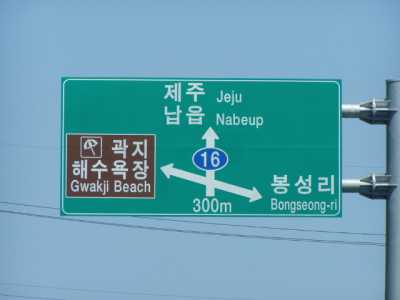 제주 Jeju
납읍 Nabeup
곽지
해수욕장
Gwakji Beach
16
봉성리
Bongseong-ri
300m